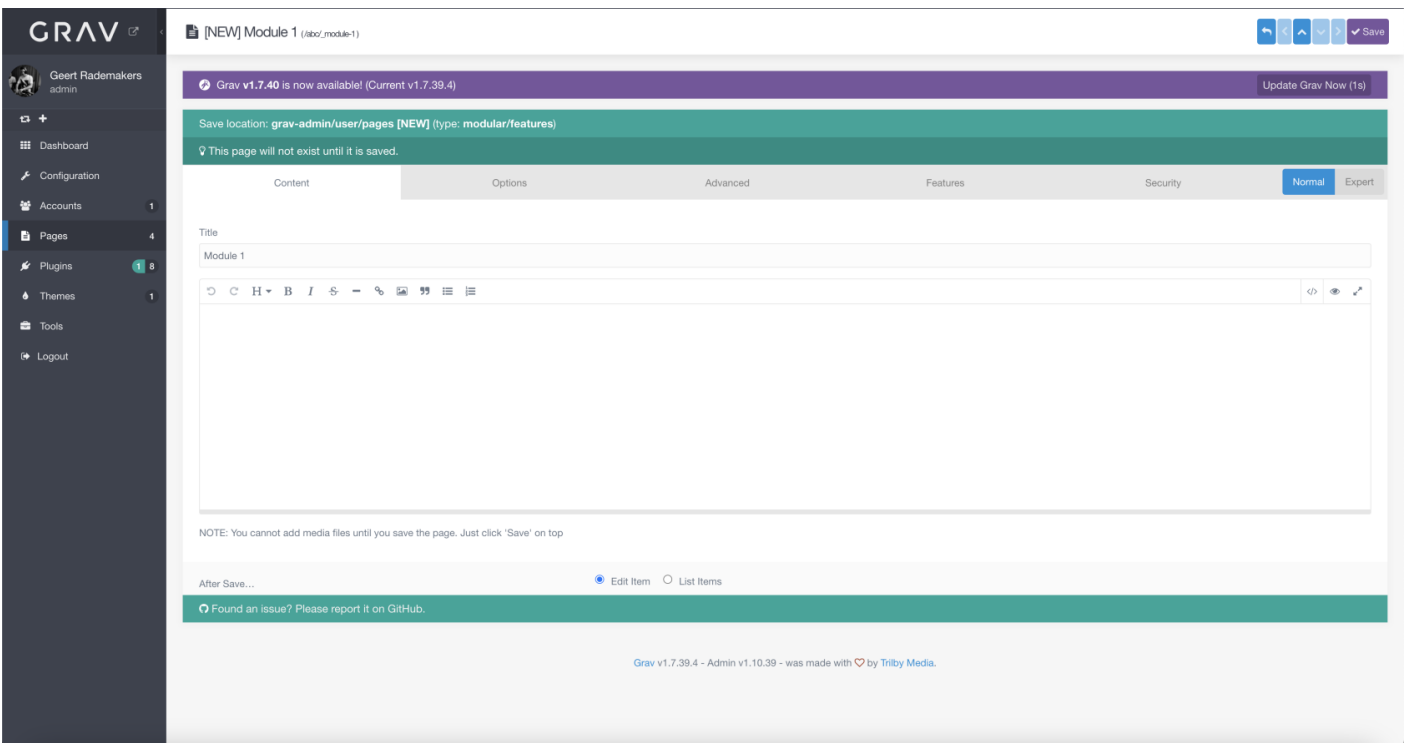 GRAV
[NEW] Module 1 (/abc/_module-1)
Save
Geert Rademakers
admin
Grav v1.7.40 is now available! (Current v1.7.39.4)
Update Grav Now (1s)
Save location: grav-admin/user/pages [NEW] (type: modular/features)
This page will not exist until it is saved.
Dashboard
Configuration
Accounts 1
Pages 4
Plugins 1 8
Themes 1
Tools
Logout
Content Options Advanced Features Security Normal Expert
Title
Module 1
H B I S
</>
NOTE: You cannot add media files until you save the page. Just click 'Save' on top
After Save... Edit Item List Items
Found an issue? Please report it on GitHub.
Grav v1.7.39.4 - Admin v1.10.39 - was made with ♡ by Trilby Media.